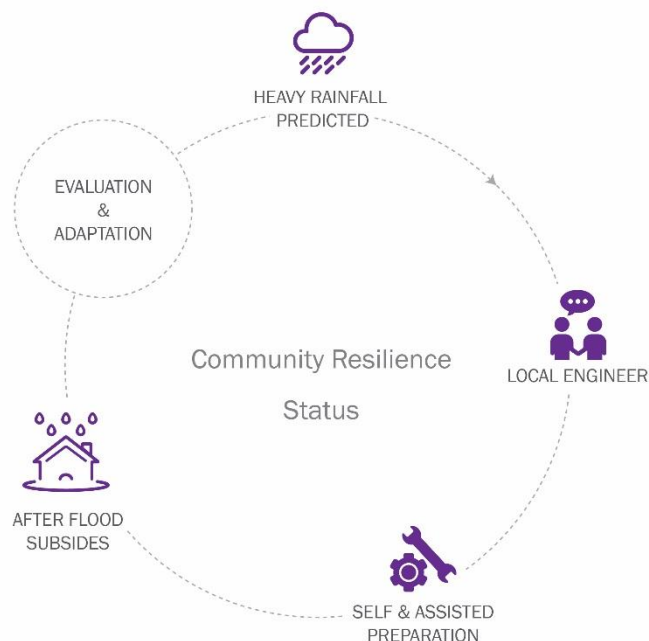 HEAVY RAINFALL
PREDICTED
EVALUATION
&
ADAPTATION
LOCAL ENGINEER
Community Resilience
Status
AFTER FLOOD
SUBSIDES
SELF & ASSISTED
PREPARATION